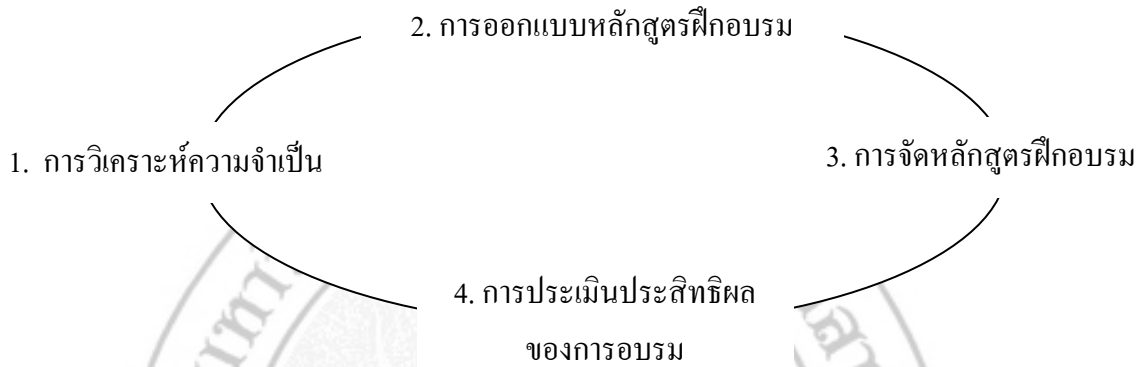 2. การออกแบบหลักสูตรฝึกอบรม
1. การวิเคราะห์ความจำเป็น
3. การจัดหลักสูตรฝึกอบรม
4. การประเมินประสิทธิผล
ของการอบรม